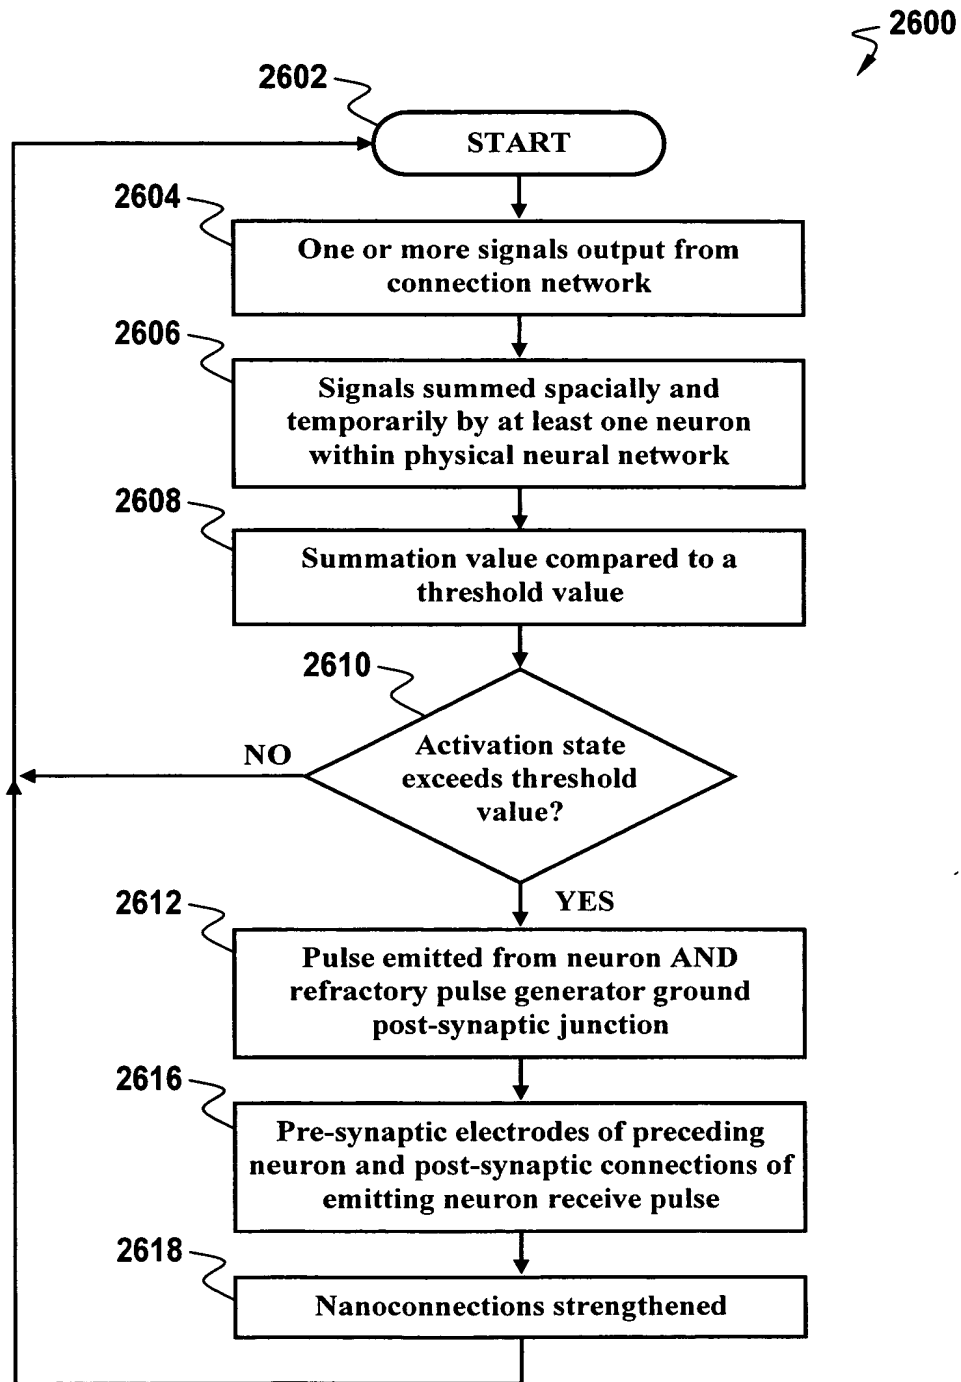 2600
2602
START
2604
One or more signals output from
connection network
2606
Signals summed spacially and
temporarily by at least one neuron
within physical neural network
2608
Summation value compared to a
threshold value
2610
Activation state
exceeds threshold
value?
NO
YES
2612
Pulse emitted from neuron AND
refractory pulse generator ground
post-synaptic junction
2616
Pre-synaptic electrodes of preceding
neuron and post-synaptic connections of
emitting neuron receive pulse
2618
Nanoconnections strengthened